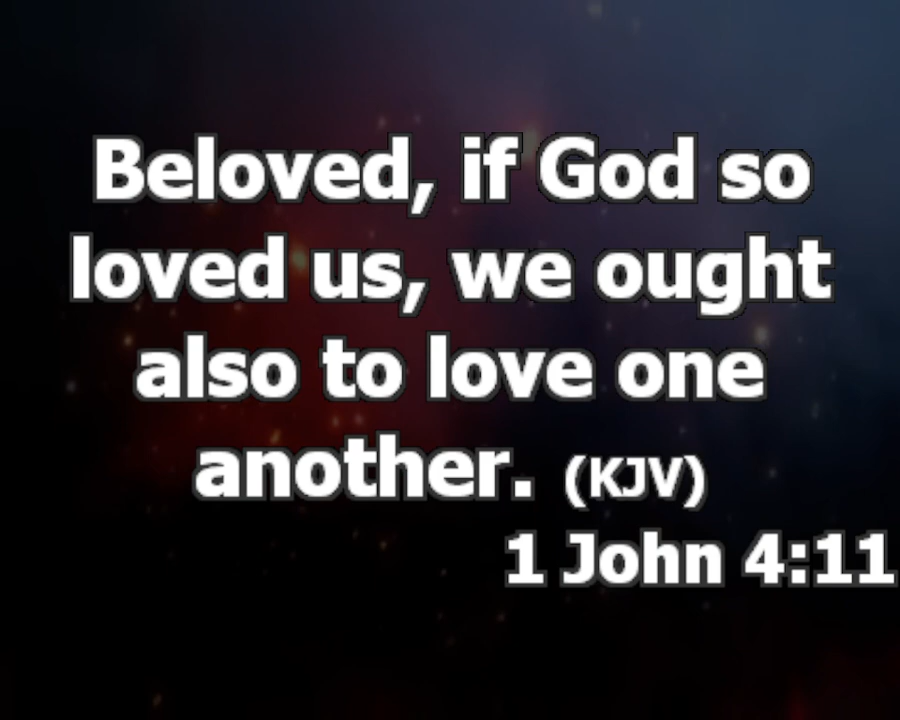 Beloved, if God so
loved us, we ought
also to love one
another. (KJV)
1 John 4:11